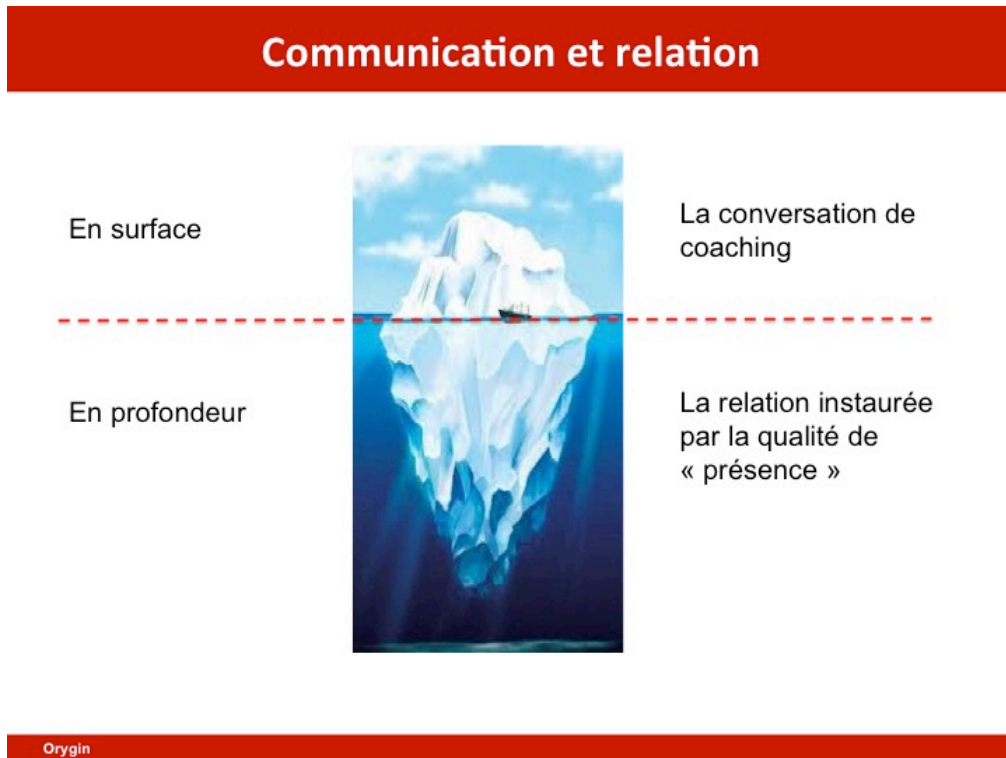 Communication et relation
En surface
La conversation de
coaching
En profondeur
La relation instaurée
par la qualité de
« présence »
Orygin